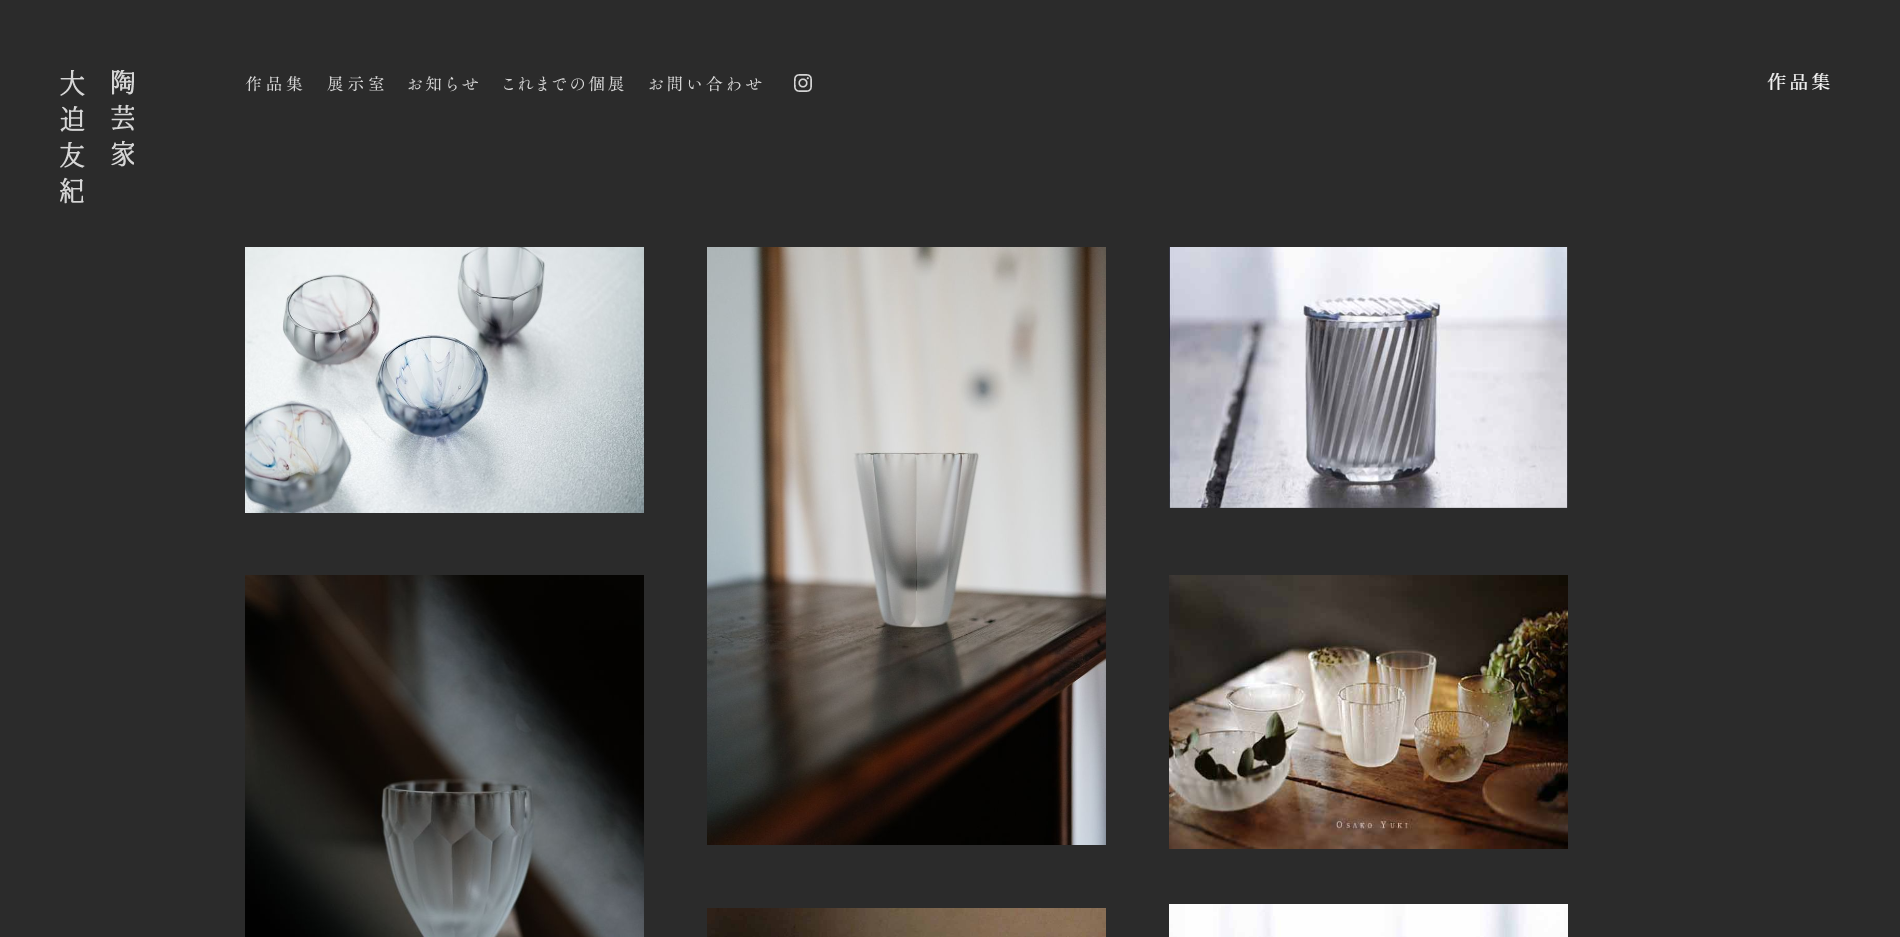 陶芸家
大迫友紀
作品集
展示室
お知らせ
これまでの個展
お問い合わせ
作品集
Osako Yuki